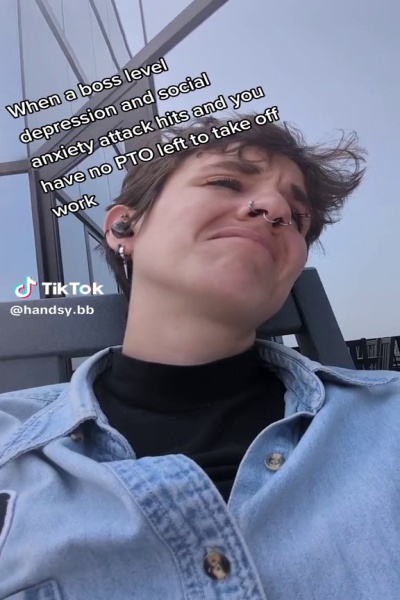 When a boss level
depression and social
anxiety attack hits and you
have no PTO left to take off
work
TikTok
@handsy.bb